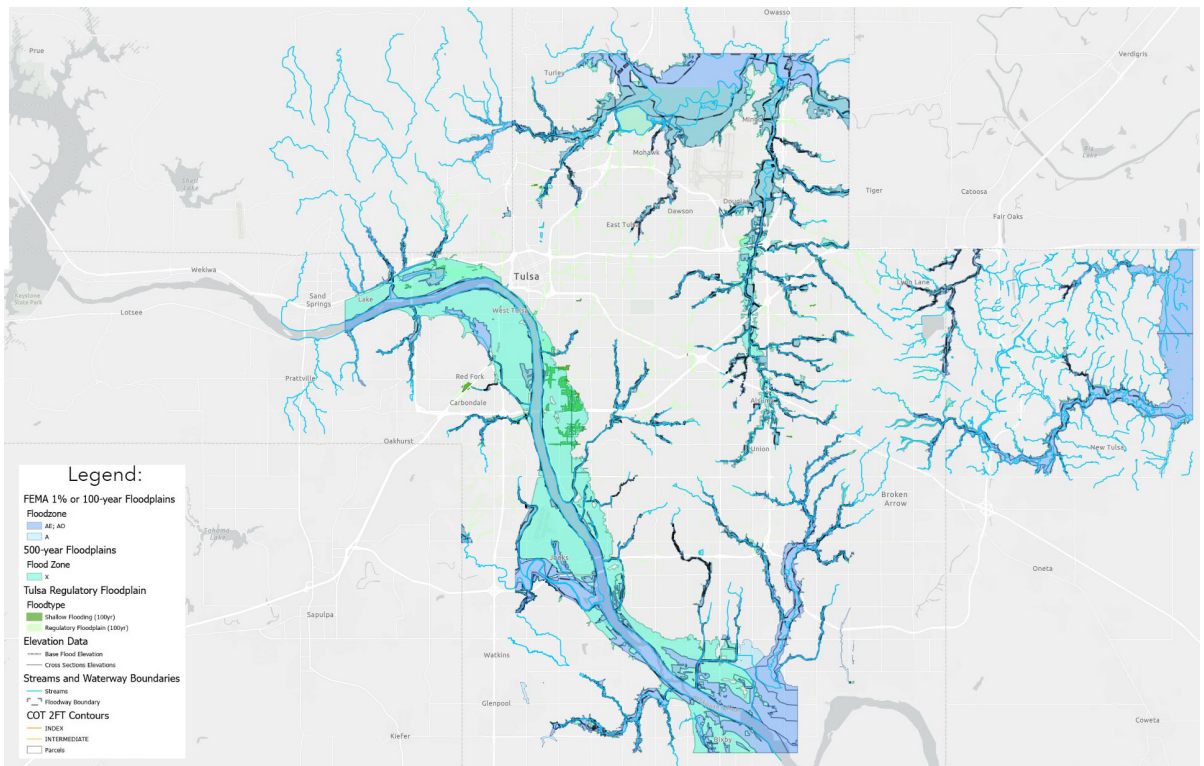 Owasso
Prue
Verdigris
Turley
Mohawk
Tiger
Catoosa
Dawson
Fair Oaks
East Tulsa
Lynn Lane
Wekiwa
Tulsa
Sand
Springs
Lake
Keystone
State Park
Lotsee
West Tulsa
Prattville
Red Fork
Carbondale
Alsuma
Oakhurst
Union
New Tulsa
Broken
Arrow
Jenks
Oneta
Sapulpa
Watkins
Glenpool
Kiefer
Bixby
Coweta
Legend:
FEMA 1% or 100-year Floodplains
Floodzone
AE; AO
A
500-year Floodplains
Flood Zone
X
Tulsa Regulatory Floodplain
Floodtype
Shallow Flooding (100yr)
Regulatory Floodplain (100yr)
Elevation Data
Base Flood Elevation
Cross Sections Elevations
Streams and Waterway Boundaries
Streams
Floodway Boundary
COT 2FT Contours
INDEX
INTERMEDIATE
Parcels